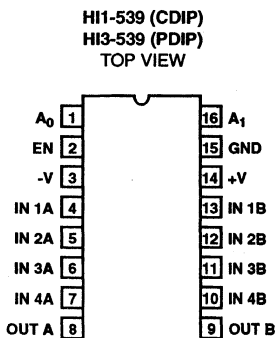 HI1-539 (CDIP)
HI3-539 (PDIP)
TOP VIEW
A0 1 16 A1
EN 2 15 GND
-V 3 14 +V
IN 1A 4 13 IN 1B
IN 2A 5 12 IN 2B
IN 3A 6 11 IN 3B
IN 4A 7 10 IN 4B
OUT A 8 9 OUT B